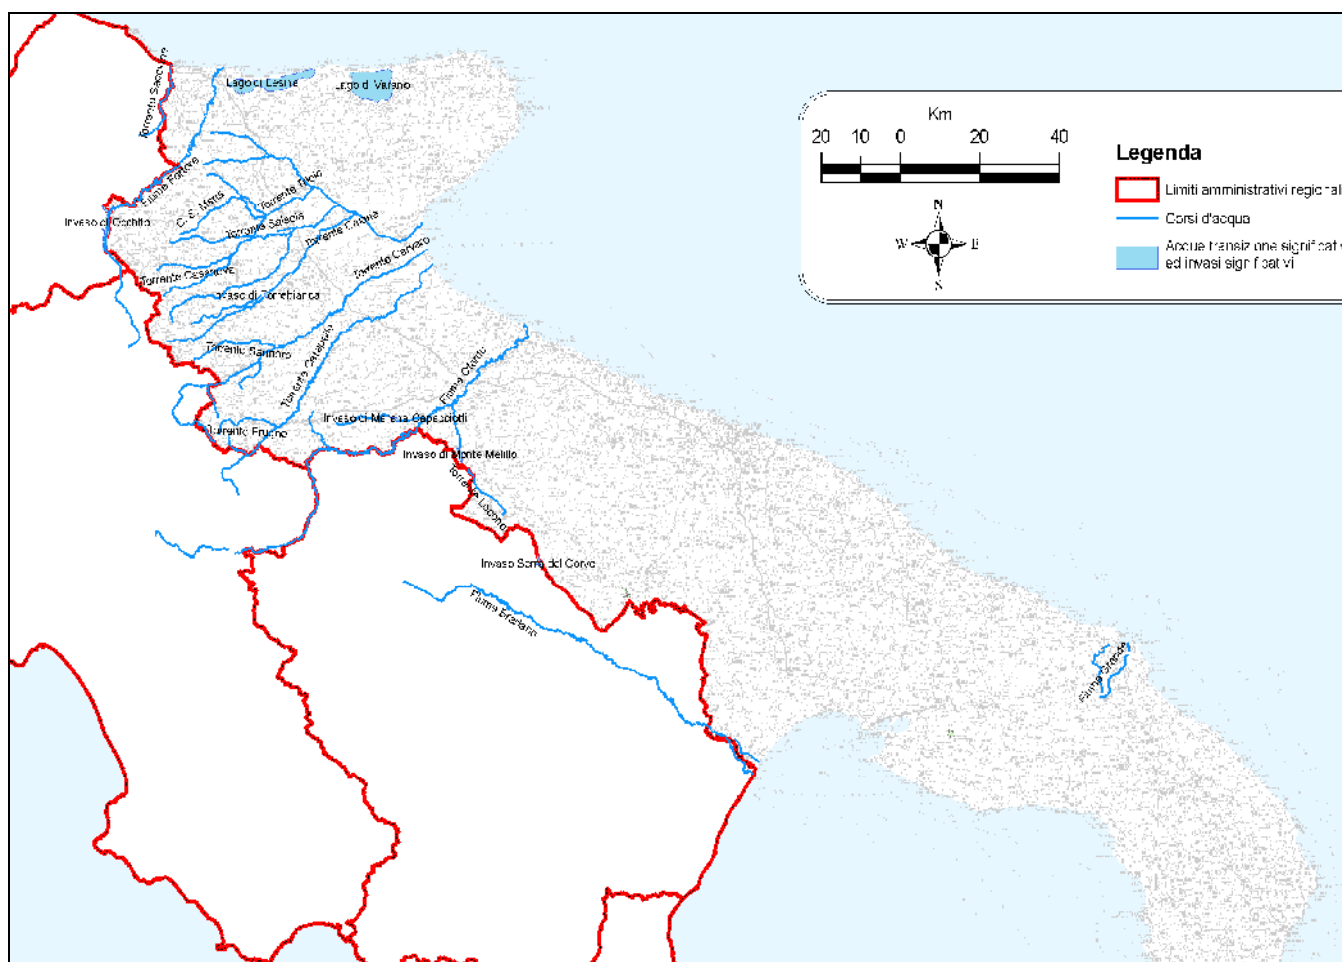 Torrente Saccione
Lago di Lesina
Lago di Varano
Km
20 10 0 20 40
Legenda
Limiti amministrativi regionali
Corsi d'acqua
Acque transizione significativ
ed invasi significativi
N
W E
S
Fiume Fortore
Torrente Triolo
C. S. Maria
Invaso di Occhito
Torrente Salsola
Torrente Celone
Torrente Cervaro
Torrente Casanova
Invaso di Torrebianca
Torrente Sannoro
Torrente Carapelle
Fiume Ofanto
Invaso di Marana Capacciotti
Torrente Frugno
Invaso di Monte Melillo
Torrente Locone
Invaso Serra del Corvo
Fiume Bradano
Fiume Grande